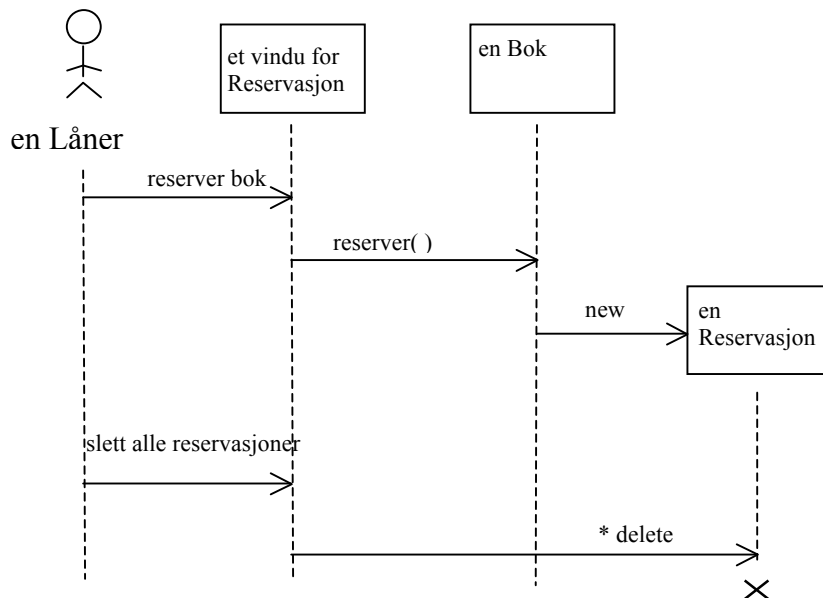 et vindu for
Reservasjon
en Bok
en Låner
reserver bok
reserver( )
new
en
Reservasjon
slett alle reservasjoner
* delete